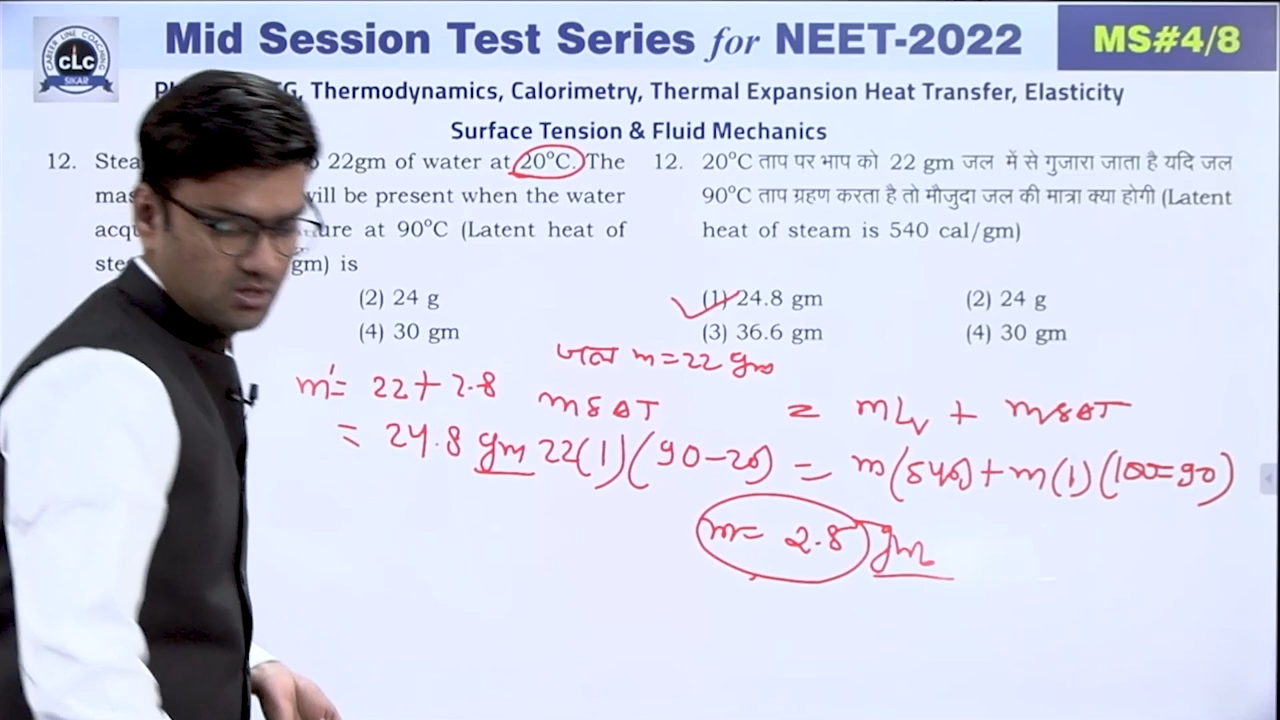 Mid Session Test Series for NEET-2022
MS#4/8
CAREER LINE COACHING
CLC
SIKAR
Thermodynamics, Calorimetry, Thermal Expansion Heat Transfer, Elasticity
Surface Tension & Fluid Mechanics
12. 22gm of water at 20°C. The
will be present when the water
at 90°C (Latent heat of
gm) is
(2) 24 g
(4) 30 gm
12. 20°C ताप पर भाप को 22 gm जल में से गुजारा जाता है यदि जल
90°C ताप ग्रहण करता है तो मौजुदा जल की मात्रा क्या होगी (Latent
heat of steam is 540 cal/gm)
(1) 24.8 gm (2) 24 g
(3) 36.6 gm (4) 30 gm
जल m=22 gm
m'= 22+2.8
= 24.8 gm
msΔT = mLv + msΔT
22(1)(90-20) = m(540)+m(1)(100-90)
m= 2.8 gm